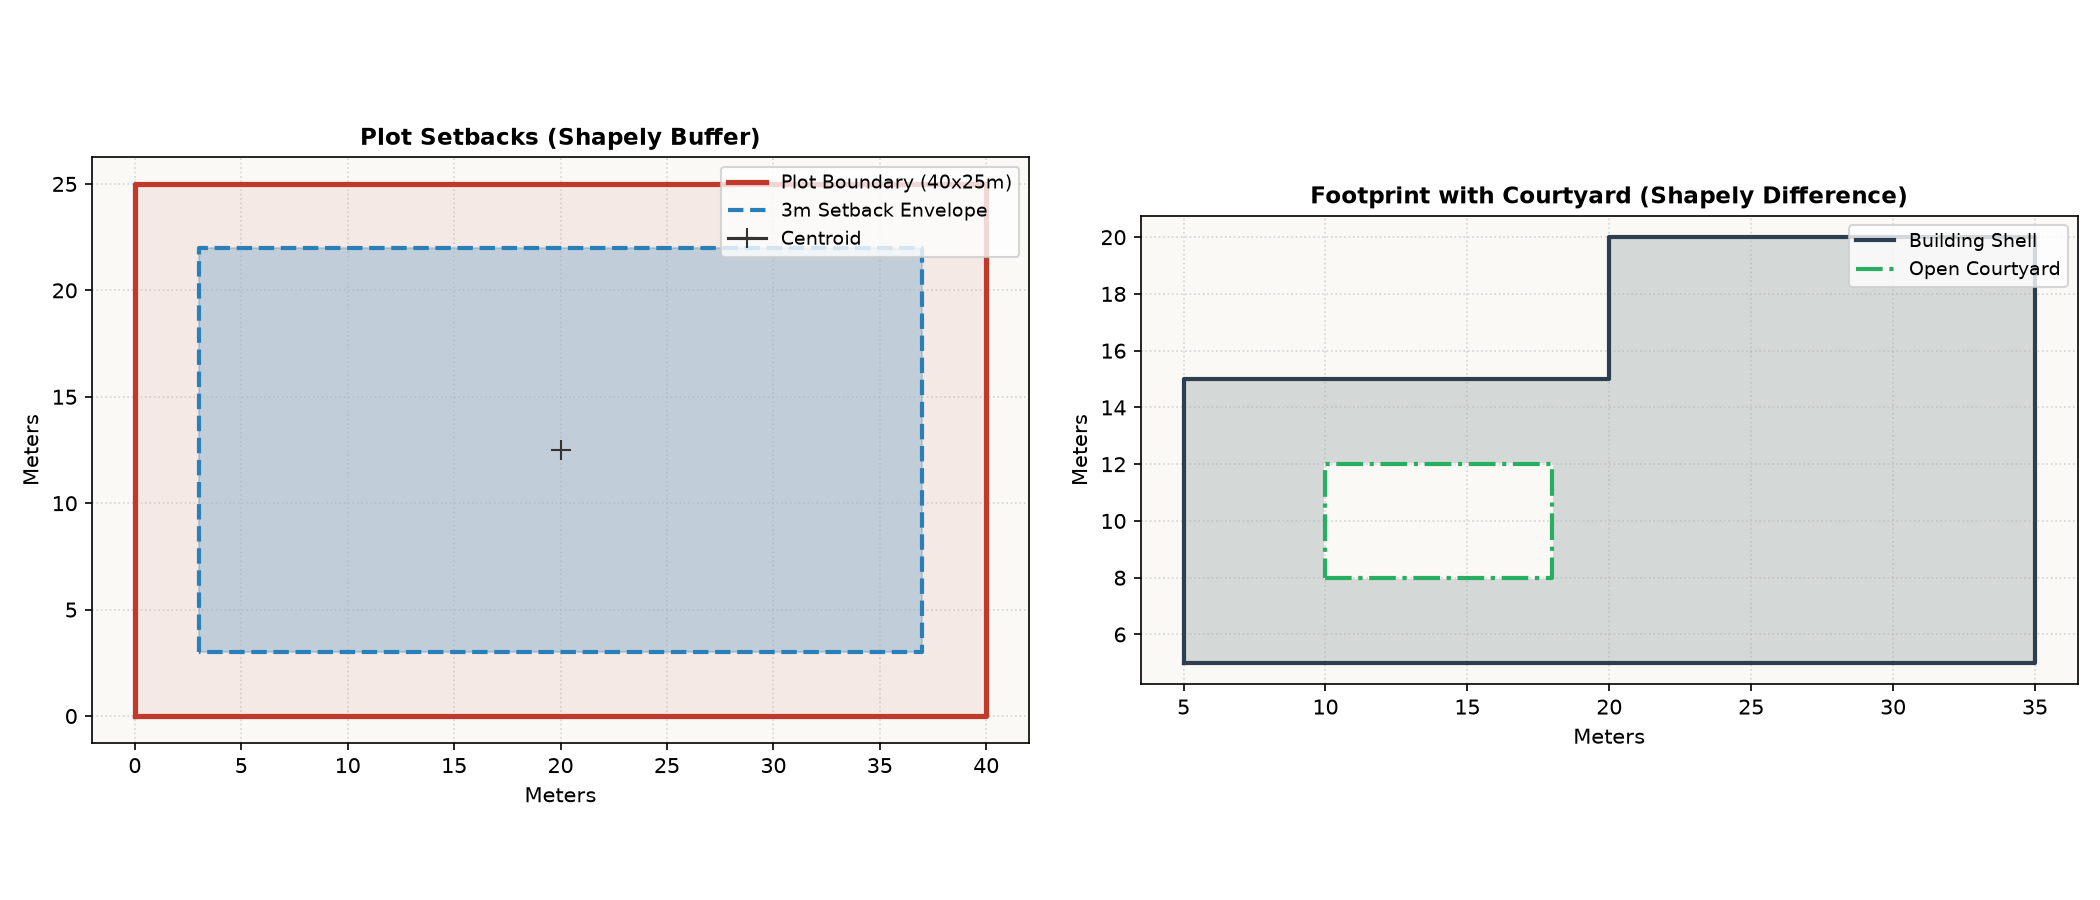 Plot Setbacks (Shapely Buffer)
Plot Boundary (40x25m)
3m Setback Envelope
Centroid
25
20
15
10
5
0
Meters
0 5 10 15 20 25 30 35 40
Meters
Footprint with Courtyard (Shapely Difference)
Building Shell
Open Courtyard
20
18
16
14
12
10
8
6
Meters
5 10 15 20 25 30 35
Meters